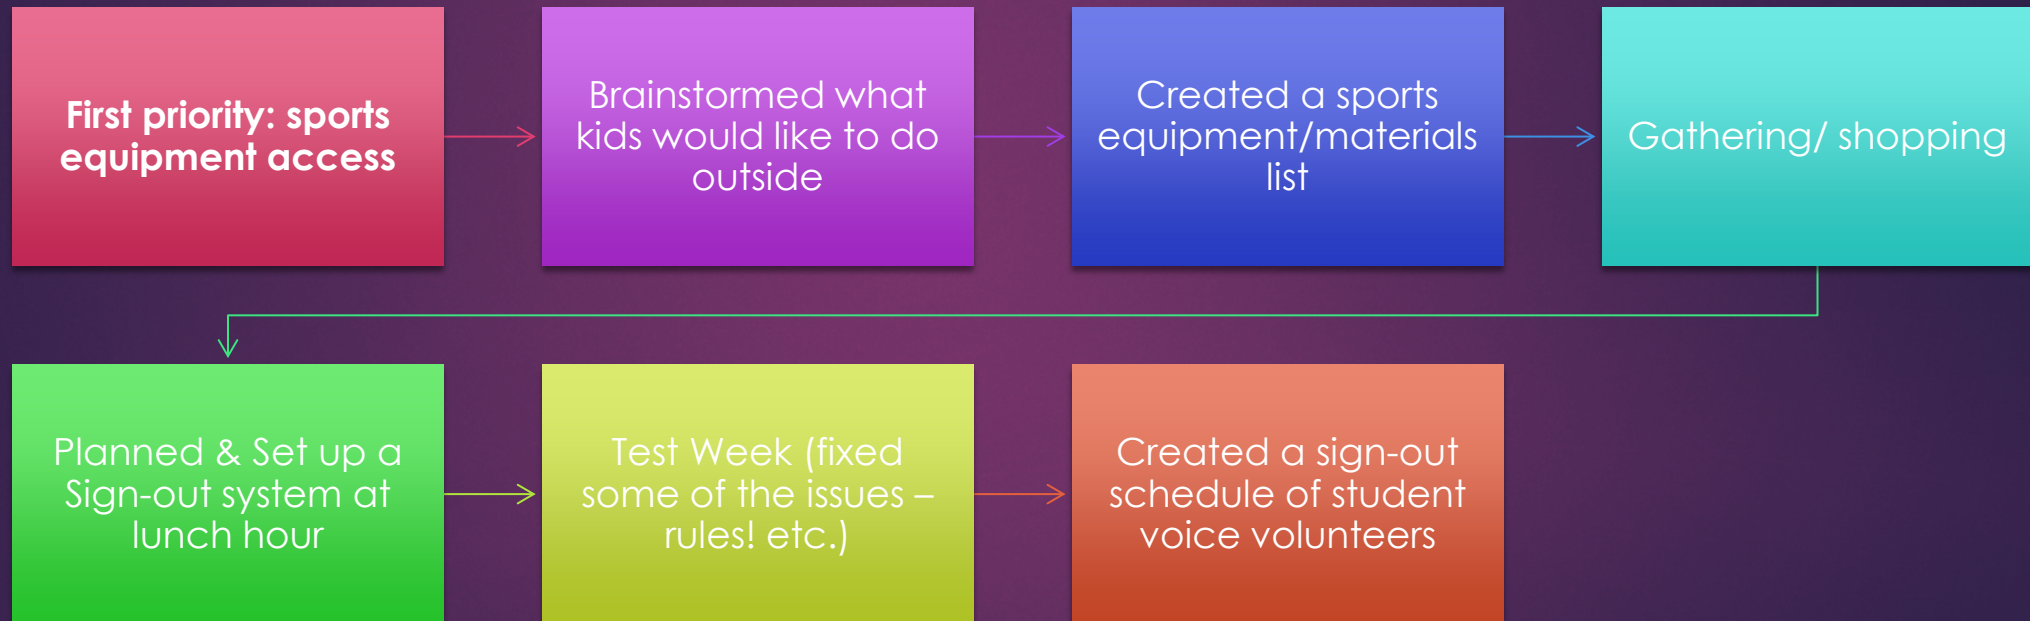 First priority: sports
equipment access
Brainstormed what
kids would like to do
outside
Created a sports
equipment/materials
list
Gathering/ shopping
Planned & Set up a
Sign-out system at
lunch hour
Test Week (fixed
some of the issues –
rules! etc.)
Created a sign-out
schedule of student
voice volunteers